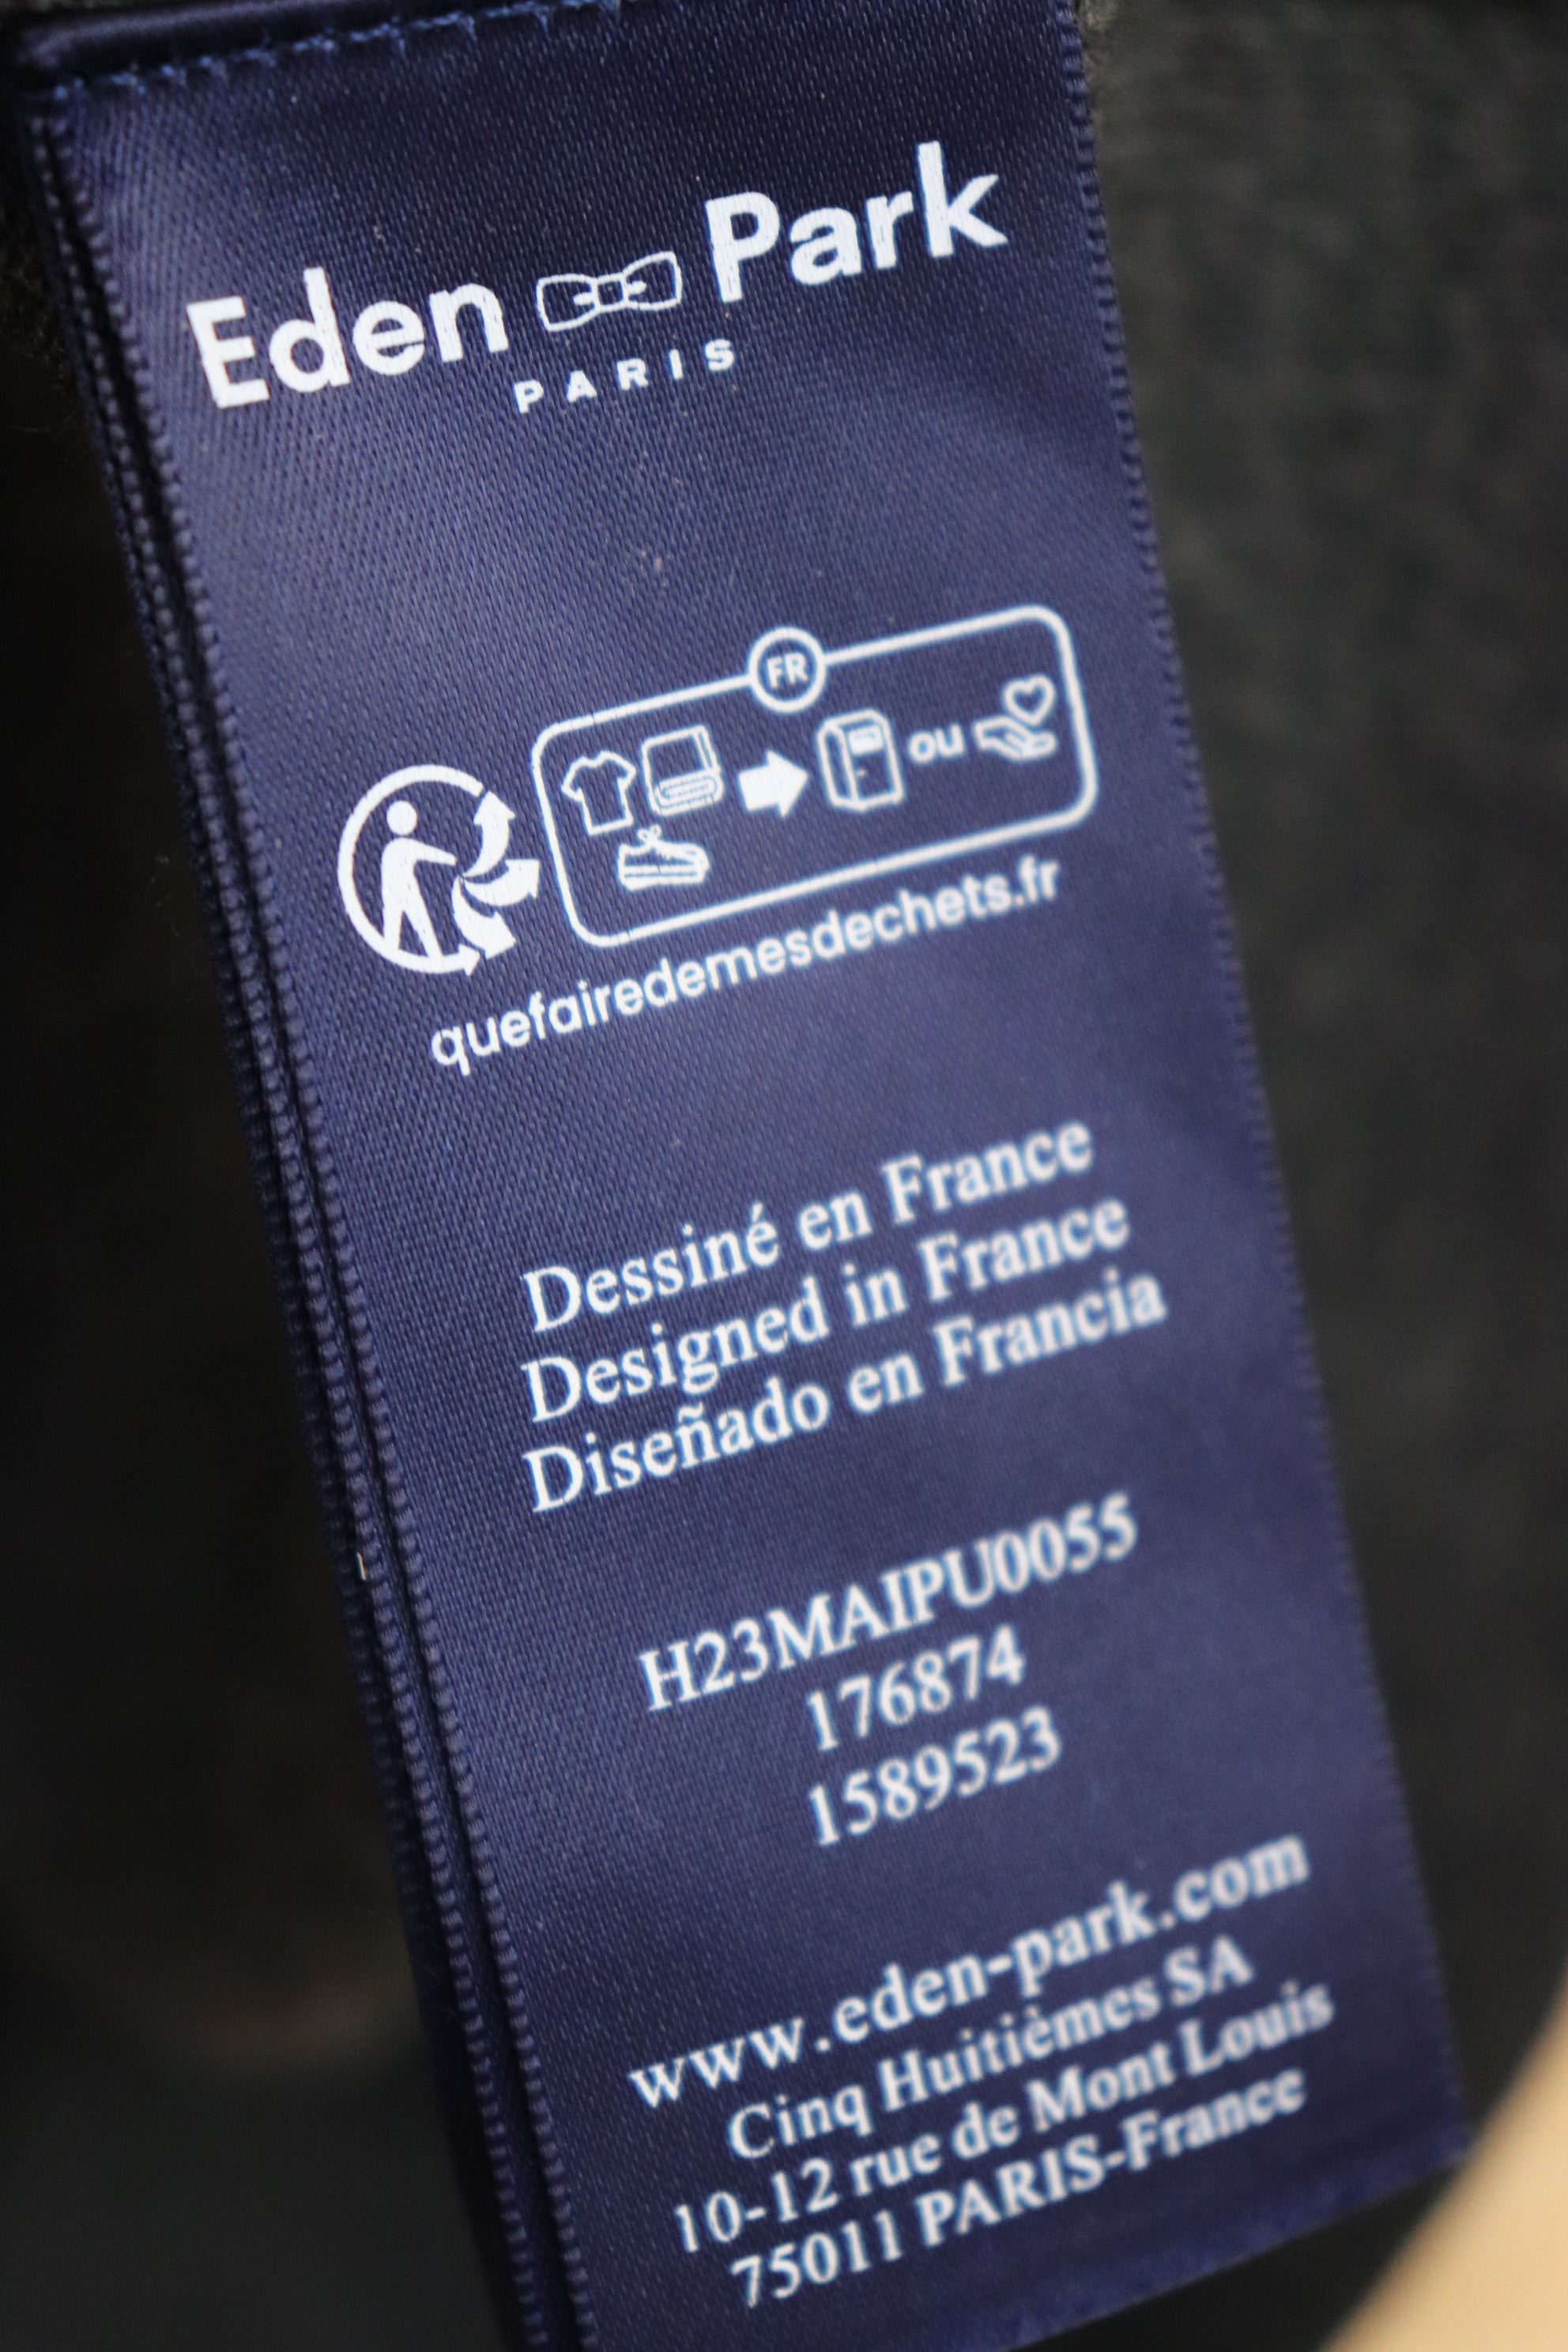 Eden Park
PARIS
FR
ou
quefairedemesdechets.fr
Dessiné en France
Designed in France
Diseñado en Francia
H23MAIPU0055
176874
1589523
www.eden-park.com
Cinq Huitièmes SA
10-12 rue de Mont Louis
75011 PARIS-France